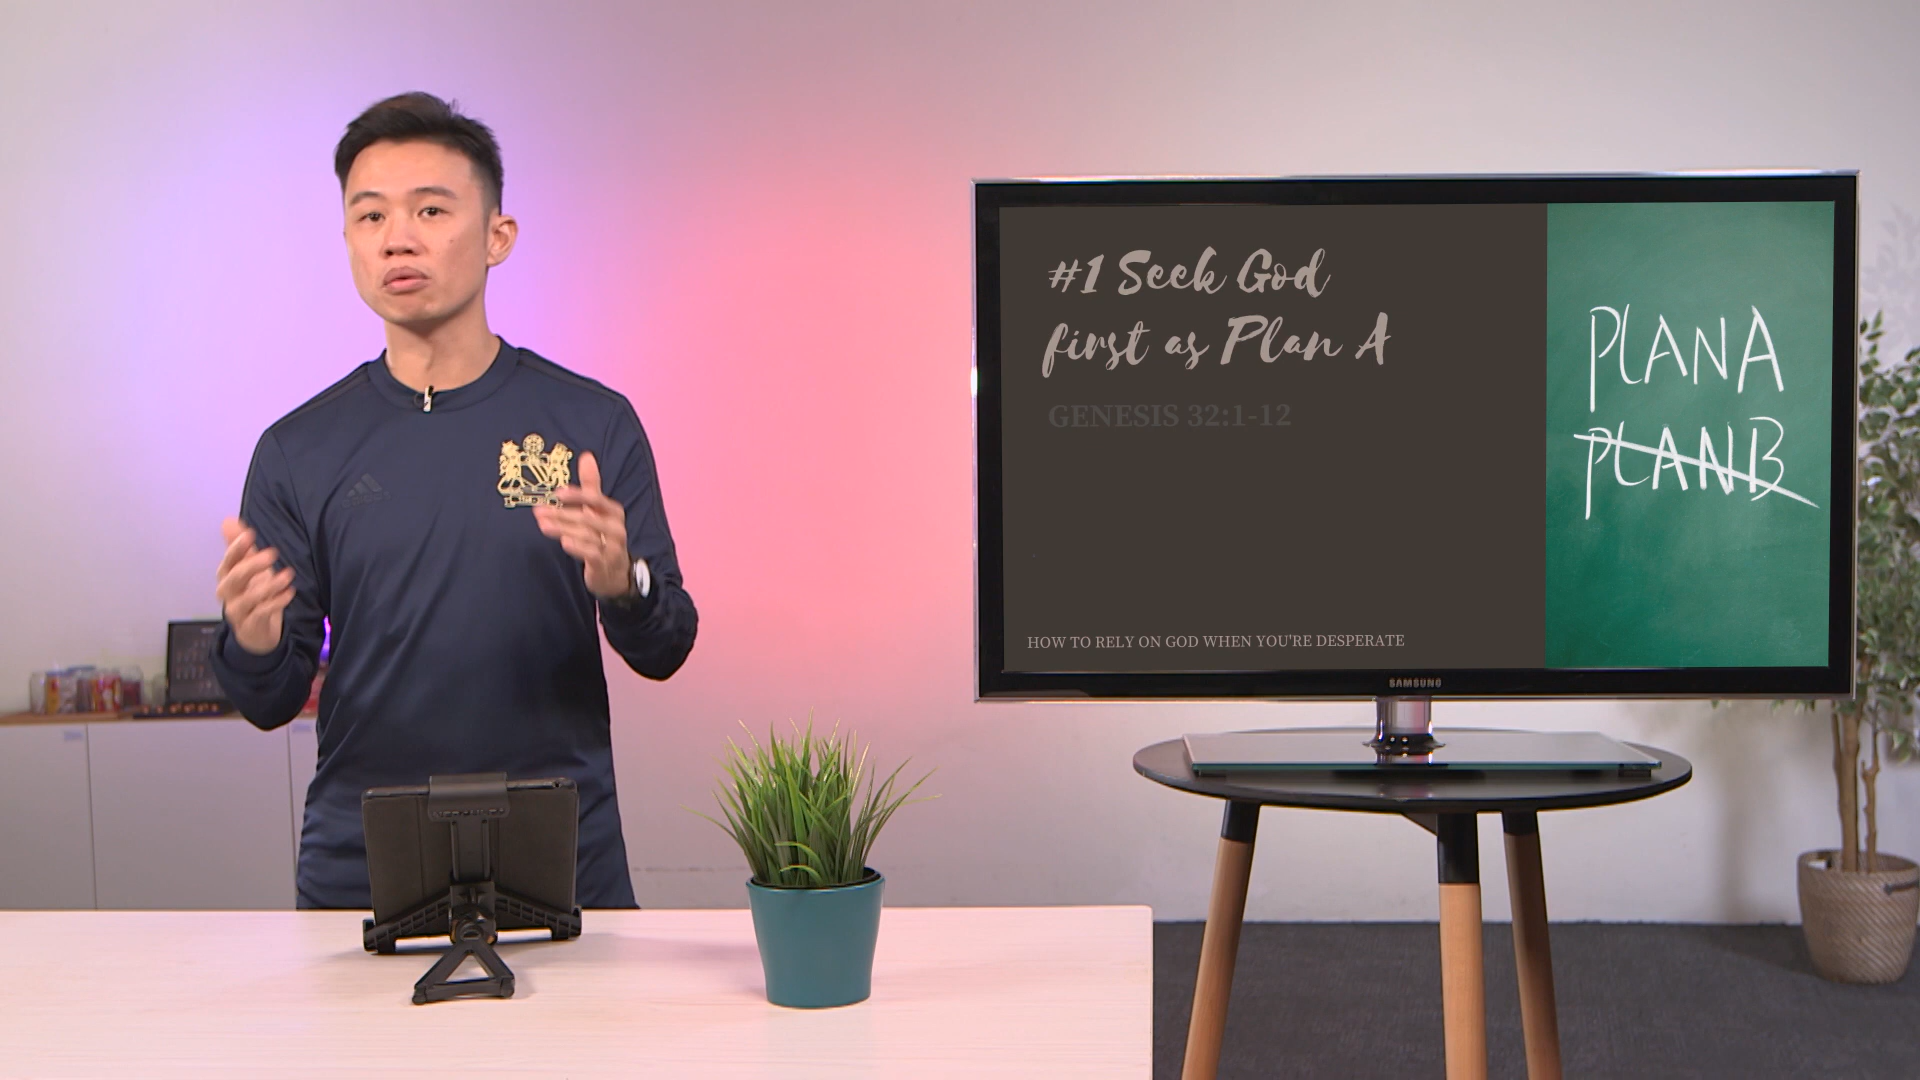 #1 Seek God
first as Plan A
GENESIS 32:1-12
HOW TO RELY ON GOD WHEN YOU'RE DESPERATE
PLAN A
PLAN B
SAMSUNG